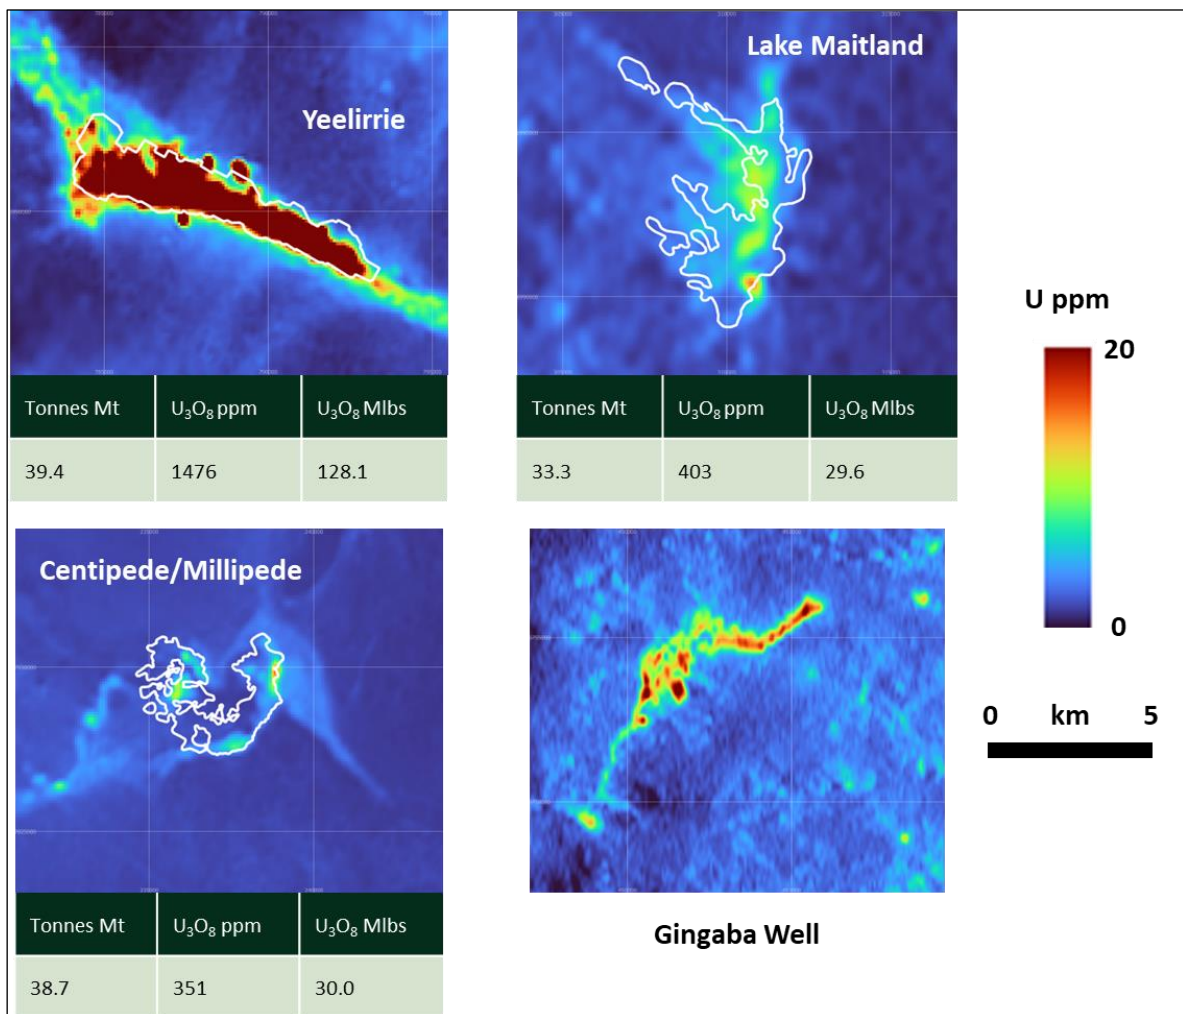 Yeelirrie
Lake Maitland
Tonnes Mt U₃O₈ ppm U₃O₈ Mlbs
39.4 1476 128.1
Tonnes Mt U₃O₈ ppm U₃O₈ Mlbs
33.3 403 29.6
U ppm
20
0
0 km 5
Centipede/Millipede
Tonnes Mt U₃O₈ ppm U₃O₈ Mlbs
38.7 351 30.0
Gingaba Well